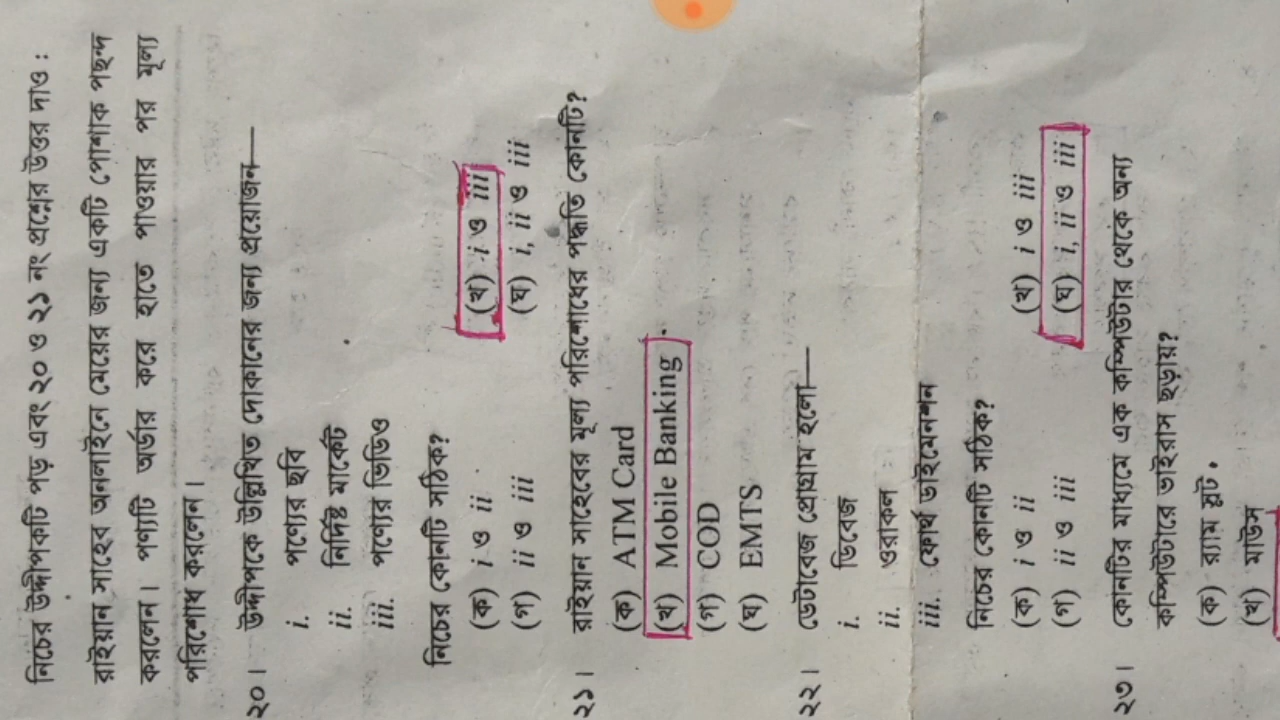 নিচের উদ্দীপকটি পড় এবং ২০ ও ২১ নং প্রশ্নের উত্তর দাও :
রাইয়ান সাহেব অনলাইনে মেয়ের জন্য একটি পোশাক পছন্দ
করলেন। পণ্যটি অর্ডার করে হাতে পাওয়ার পর মূল্য
পরিশোধ করলেন।
২০। উদ্দীপকে উল্লিখিত দোকানের জন্য প্রয়োজন—
i. পণ্যের ছবি
ii. নির্দিষ্ট মার্কেট
iii. পণ্যের ভিডিও
নিচের কোনটি সঠিক?
(ক) i ও ii (খ) i ও iii
(গ) ii ও iii (ঘ) i, ii ও iii
২১। রাইয়ান সাহেবের মূল্য পরিশোধের পদ্ধতি কোনটি?
(ক) ATM Card
(খ) Mobile Banking
(গ) COD
(ঘ) EMTS
২২। ডেটাবেজ প্রোগ্রাম হলো—
i. ডিবেজ
ii. ওরাকল
iii. ফোর্থ ডাইমেনশন
নিচের কোনটি সঠিক?
(ক) i ও ii (খ) i ও iii
(গ) ii ও iii (ঘ) i, ii ও iii
২৩। কোনটির মাধ্যমে এক কম্পিউটার থেকে অন্য
কম্পিউটারে ভাইরাস ছড়ায়?
(ক) র‍্যাম স্লট
(খ) মাউস